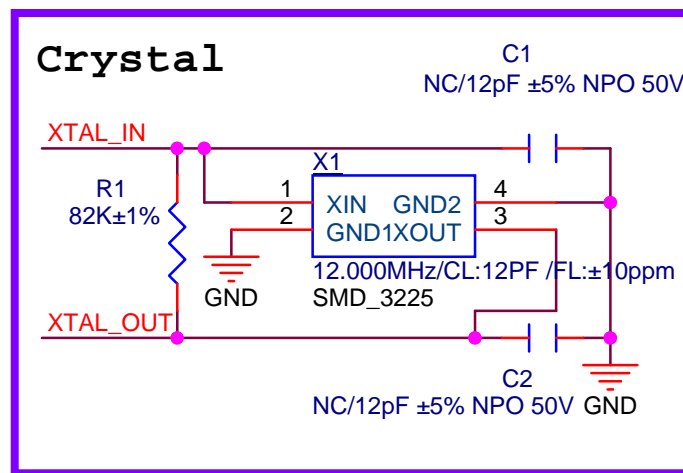 Crystal
C1
NC/12pF ±5% NPO 50V
XTAL_IN
X1
R1
82K±1%
1
XIN GND2
4
2
GND1XOUT
3
12.000MHz/CL:12PF /FL:±10ppm
GND
SMD_3225
XTAL_OUT
C2
NC/12pF ±5% NPO 50V
GND